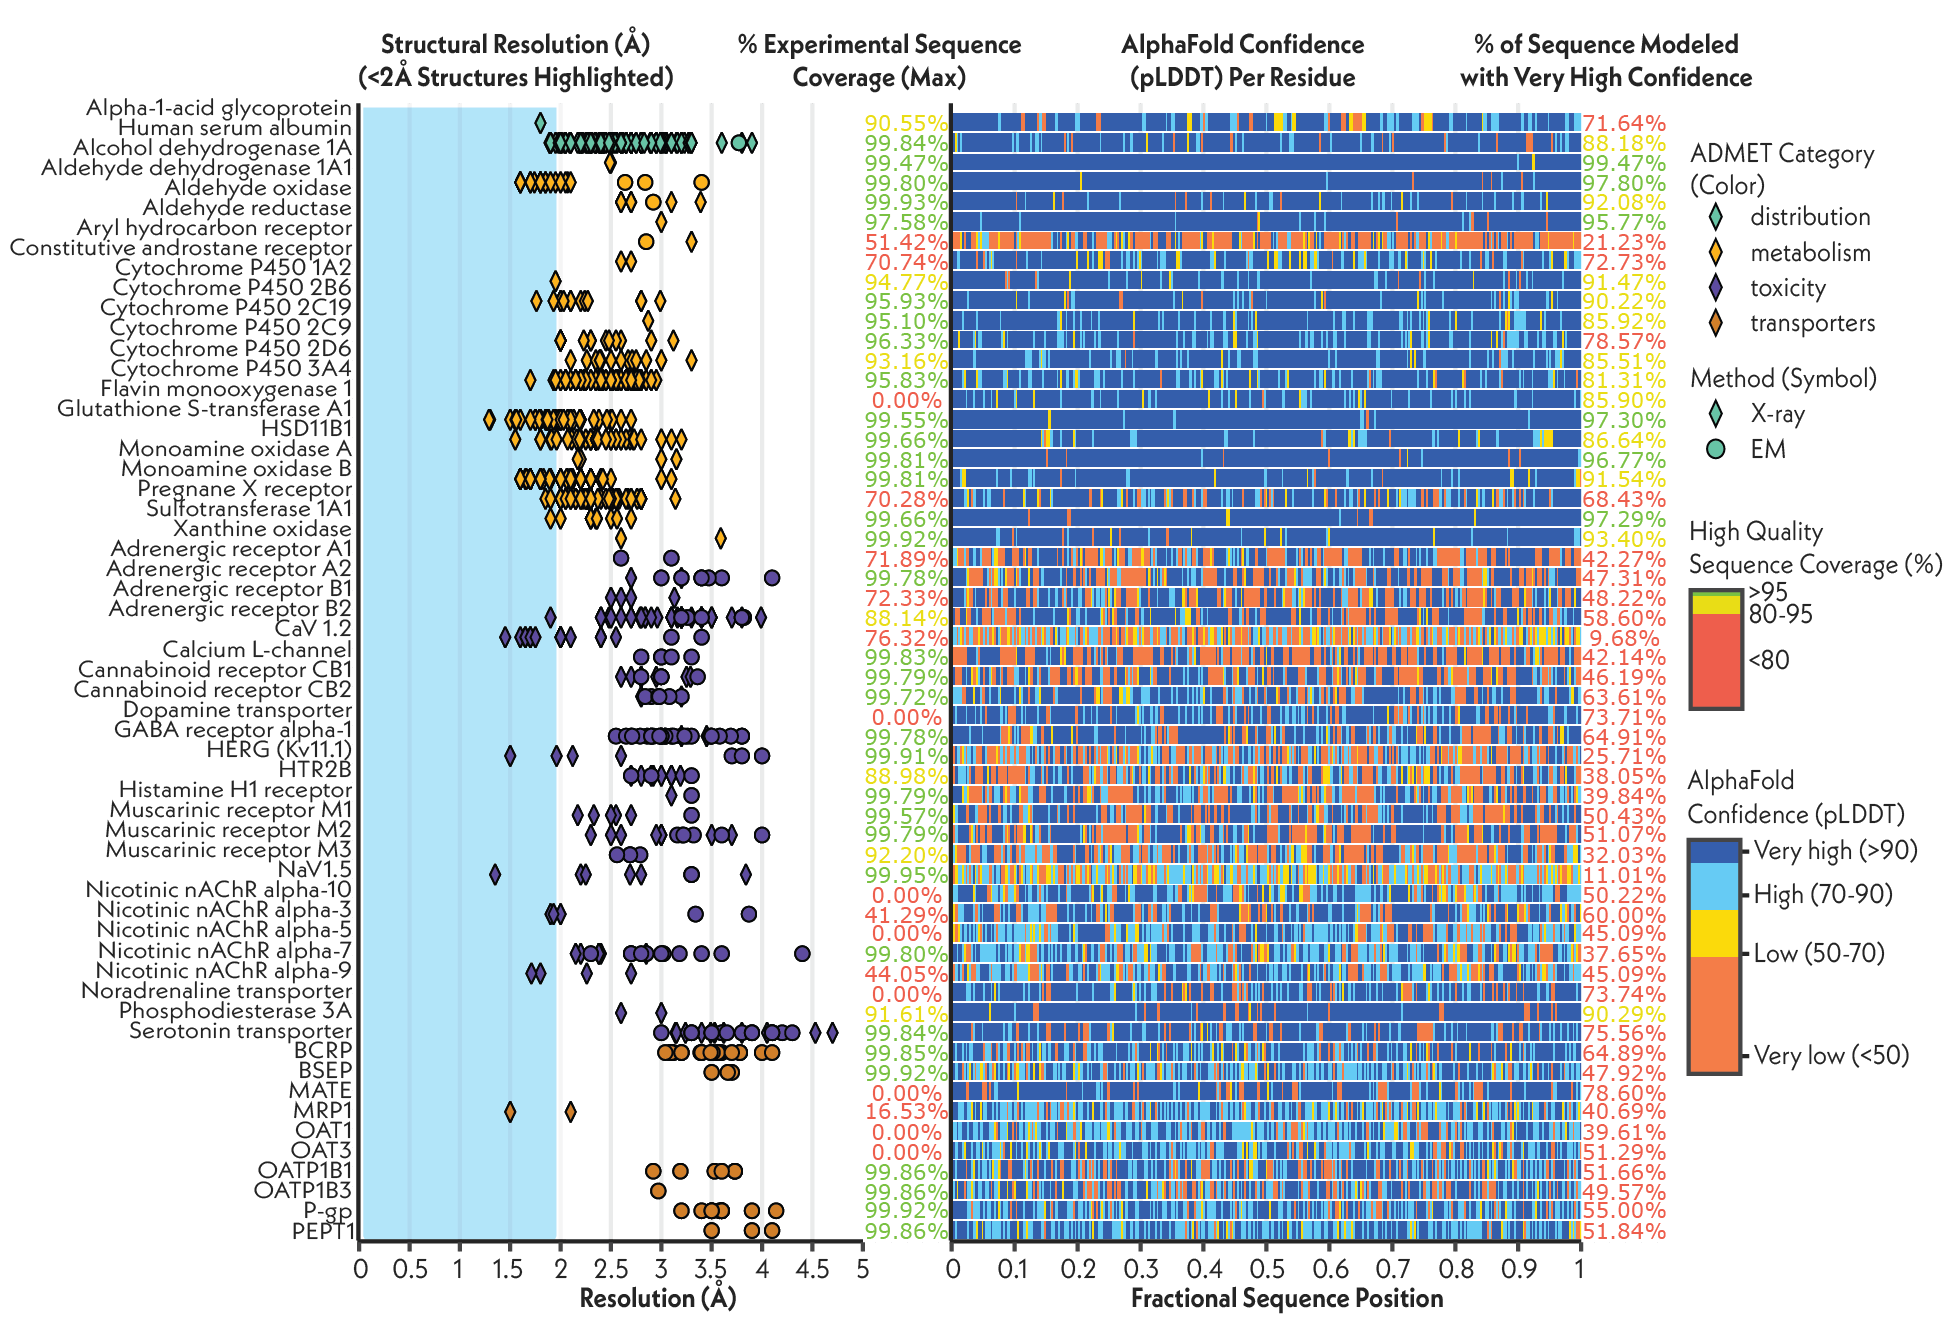 Structural Resolution (Å)
(<2Å Structures Highlighted)
% Experimental Sequence
Coverage (Max)
AlphaFold Confidence
(pLDDT) Per Residue
% of Sequence Modeled
with Very High Confidence
Alpha-1-acid glycoprotein
Human serum albumin
Alcohol dehydrogenase 1A
Aldehyde dehydrogenase 1A1
Aldehyde oxidase
Aldehyde reductase
Aryl hydrocarbon receptor
Constitutive androstane receptor
Cytochrome P450 1A2
Cytochrome P450 2B6
Cytochrome P450 2C19
Cytochrome P450 2C9
Cytochrome P450 2D6
Cytochrome P450 3A4
Flavin monooxygenase 1
Glutathione S-transferase A1
HSD11B1
Monoamine oxidase A
Monoamine oxidase B
Pregnane X receptor
Sulfotransferase 1A1
Xanthine oxidase
Adrenergic receptor A1
Adrenergic receptor A2
Adrenergic receptor B1
Adrenergic receptor B2
CaV 1.2
Calcium L-channel
Cannabinoid receptor CB1
Cannabinoid receptor CB2
Dopamine transporter
GABA receptor alpha-1
HERG (Kv11.1)
HTR2B
Histamine H1 receptor
Muscarinic receptor M1
Muscarinic receptor M2
Muscarinic receptor M3
NaV1.5
Nicotinic nAChR alpha-10
Nicotinic nAChR alpha-3
Nicotinic nAChR alpha-5
Nicotinic nAChR alpha-7
Nicotinic nAChR alpha-9
Noradrenaline transporter
Phosphodiesterase 3A
Serotonin transporter
BCRP
BSEP
MATE
MRP1
OAT1
OAT3
OATP1B1
OATP1B3
P-gp
PEPT1
90.55%
99.84%
99.47%
99.80%
99.93%
97.58%
51.42%
70.74%
94.77%
95.93%
95.10%
96.33%
93.16%
95.83%
0.00%
99.55%
99.66%
99.81%
99.81%
70.28%
99.66%
99.92%
71.89%
99.78%
72.33%
88.14%
76.32%
99.83%
99.79%
99.72%
0.00%
99.78%
99.91%
88.98%
99.79%
99.57%
99.79%
92.20%
99.95%
0.00%
41.29%
0.00%
99.80%
44.05%
0.00%
91.61%
99.84%
99.85%
99.92%
0.00%
16.53%
0.00%
0.00%
99.86%
99.86%
99.92%
99.86%
71.64%
88.18%
99.47%
97.80%
92.08%
95.77%
21.23%
72.73%
91.47%
90.22%
85.92%
78.57%
85.51%
81.31%
85.90%
97.30%
86.64%
96.77%
91.54%
68.43%
97.29%
93.40%
42.27%
47.31%
48.22%
58.60%
9.68%
42.14%
46.19%
63.61%
73.71%
64.91%
25.71%
38.05%
39.84%
50.43%
51.07%
32.03%
11.01%
50.22%
60.00%
45.09%
37.65%
45.09%
73.74%
90.29%
75.56%
64.89%
47.92%
78.60%
40.69%
39.61%
51.29%
51.66%
49.57%
55.00%
51.84%
0 0.5 1 1.5 2 2.5 3 3.5 4 4.5 5
Resolution (Å)
0 0.1 0.2 0.3 0.4 0.5 0.6 0.7 0.8 0.9 1
Fractional Sequence Position
ADMET Category
(Color)
distribution
metabolism
toxicity
transporters
Method (Symbol)
X-ray
EM
High Quality
Sequence Coverage (%)
>95
80-95
<80
AlphaFold
Confidence (pLDDT)
Very high (>90)
High (70-90)
Low (50-70)
Very low (<50)